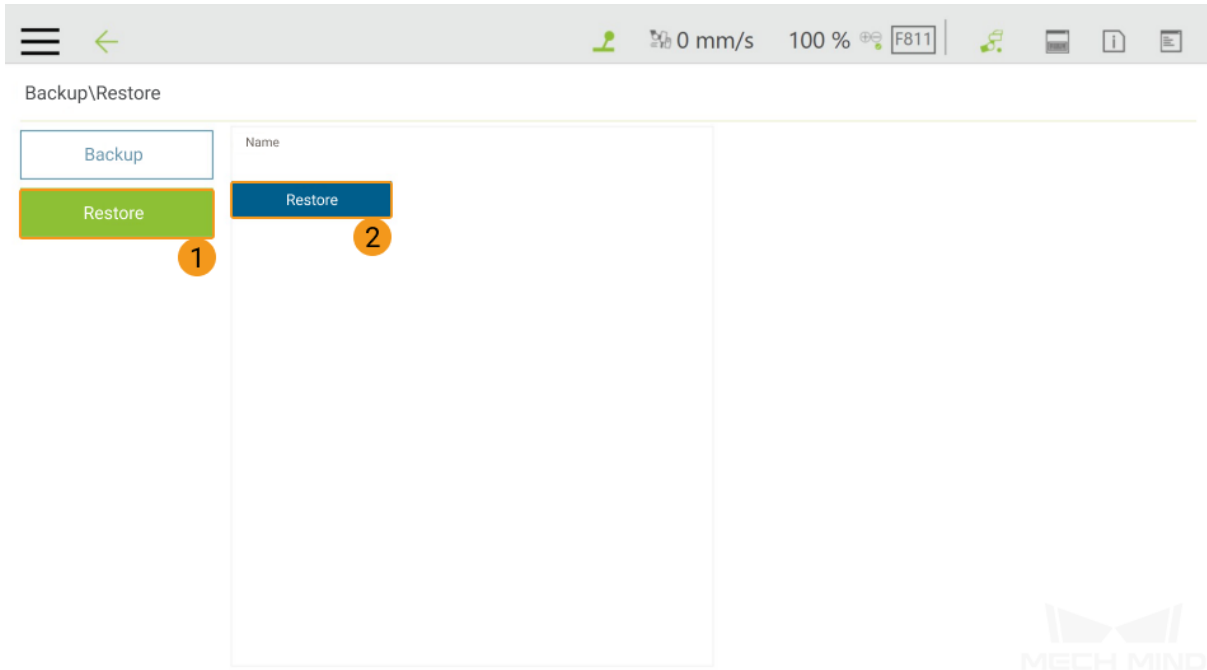 0 mm/s 100 % F811
Backup\Restore
Backup
Name
Restore
Restore
1
2
MECH MIND